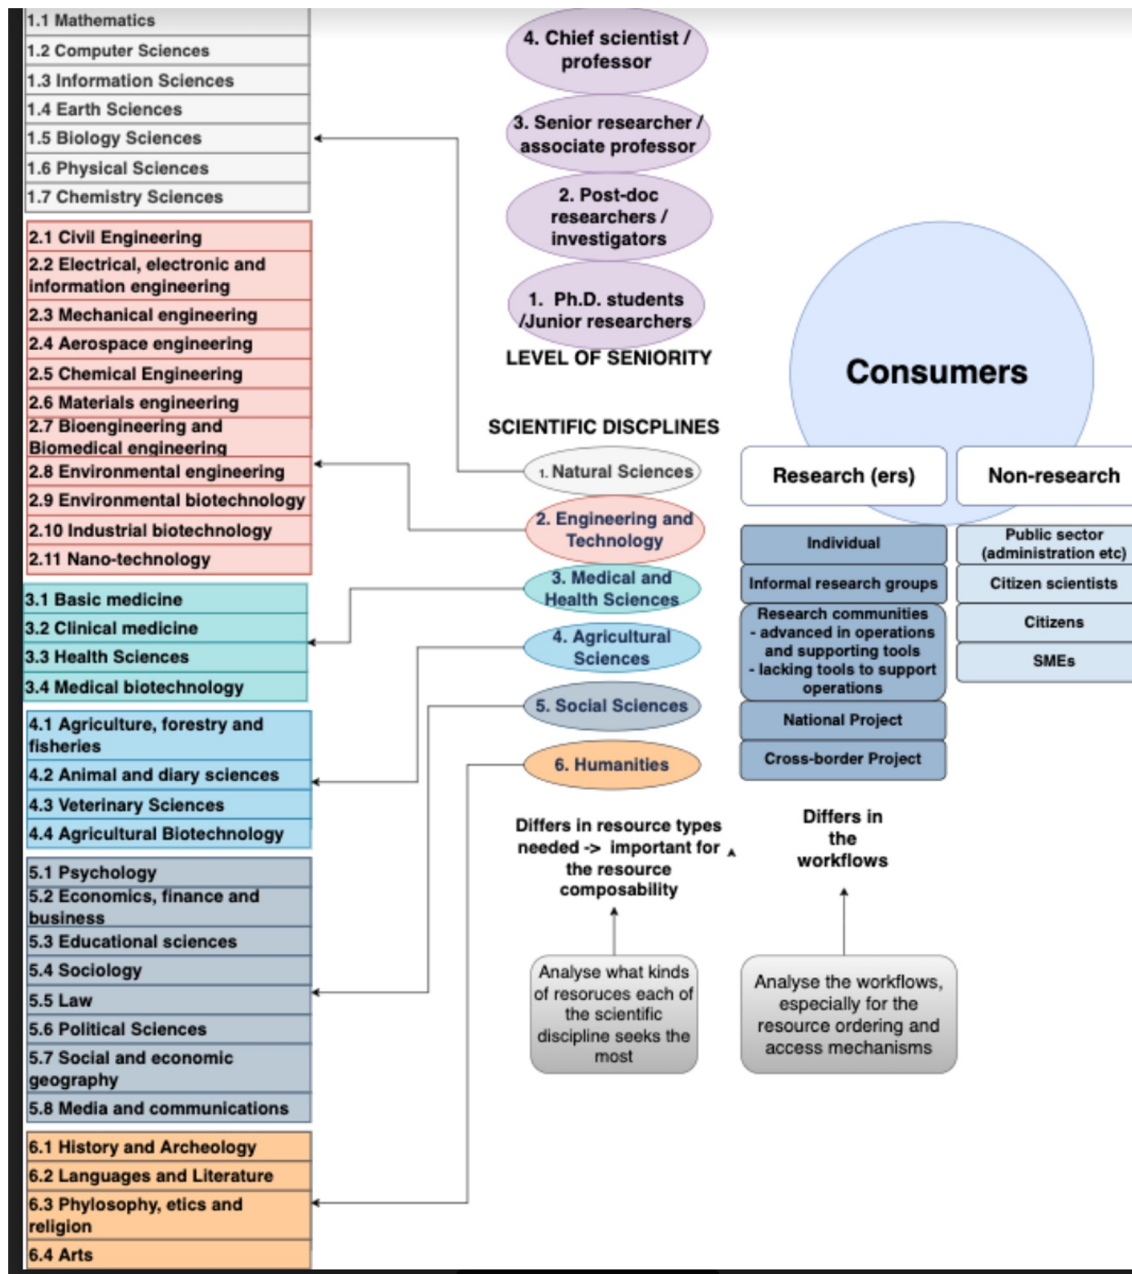 1.1 Mathematics
1.2 Computer Sciences
1.3 Information Sciences
1.4 Earth Sciences
1.5 Biology Sciences
1.6 Physical Sciences
1.7 Chemistry Sciences
2.1 Civil Engineering
2.2 Electrical, electronic and
information engineering
2.3 Mechanical engineering
2.4 Aerospace engineering
2.5 Chemical Engineering
2.6 Materials engineering
2.7 Bioengineering and
Biomedical engineering
2.8 Environmental engineering
2.9 Environmental biotechnology
2.10 Industrial biotechnology
2.11 Nano-technology
3.1 Basic medicine
3.2 Clinical medicine
3.3 Health Sciences
3.4 Medical biotechnology
4.1 Agriculture, forestry and
fisheries
4.2 Animal and diary sciences
4.3 Veterinary Sciences
4.4 Agricultural Biotechnology
5.1 Psychology
5.2 Economics, finance and
business
5.3 Educational sciences
5.4 Sociology
5.5 Law
5.6 Political Sciences
5.7 Social and economic
geography
5.8 Media and communications
6.1 History and Archeology
6.2 Languages and Literature
6.3 Phylosophy, etics and
religion
6.4 Arts
4. Chief scientist /
professor
3. Senior researcher /
associate professor
2. Post-doc
researchers /
investigators
1. Ph.D. students
/Junior researchers
LEVEL OF SENIORITY
SCIENTIFIC DISCPLINES
1. Natural Sciences
2. Engineering and
Technology
3. Medical and
Health Sciences
4. Agricultural
Sciences
5. Social Sciences
6. Humanities
Differs in resource types
needed -> important for
the resource
composability
Analyse what kinds
of resoruces each of
the scientific
discipline seeks the
most
Consumers
Research (ers)
Individual
Informal research groups
Research communities
- advanced in operations
and supporting tools
- lacking tools to support
operations
National Project
Cross-border Project
Differs in
the
workflows
Analyse the workflows,
especially for the
resource ordering and
access mechanisms
Non-research
Public sector
(administration etc)
Citizen scientists
Citizens
SMEs